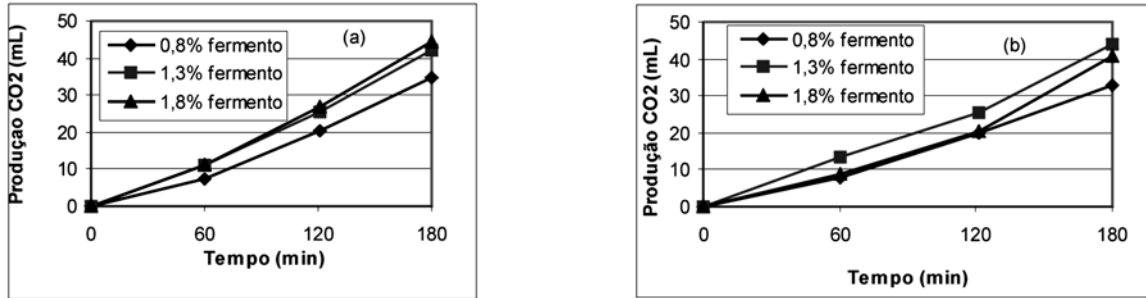 50
40
30
20
10
0
Produçao CO2 (mL)
(a)
0,8% fermento
1,3% fermento
1,8% fermento
0 60 120 180
Tempo (min)
50
40
30
20
10
0
Produção CO2 (mL)
(b)
0,8% fermento
1,3% fermento
1,8% fermento
0 60 120 180
Tempo (min)